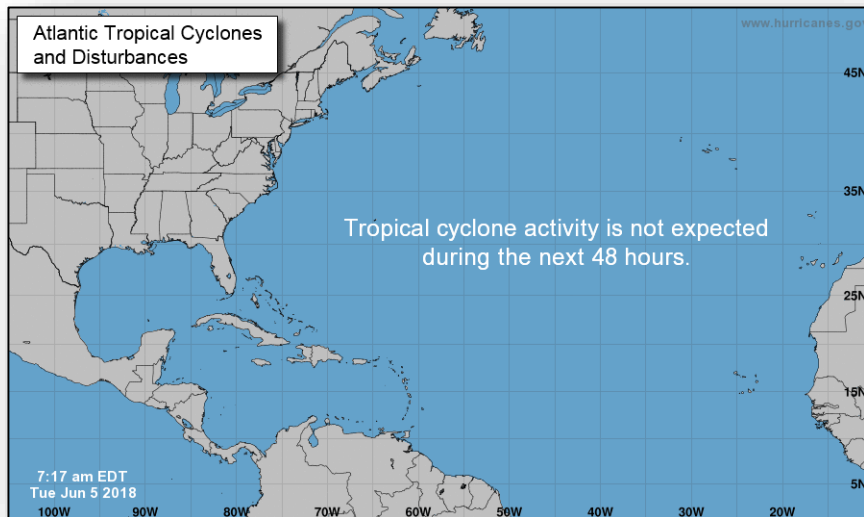 Atlantic Tropical Cyclones
and Disturbances
www.hurricanes.gov
45N
35N
Tropical cyclone activity is not expected
during the next 48 hours.
25N
15N
7:17 am EDT
Tue Jun 5 2018
5N
100W 90W 80W 70W 60W 50W 40W 30W 20W